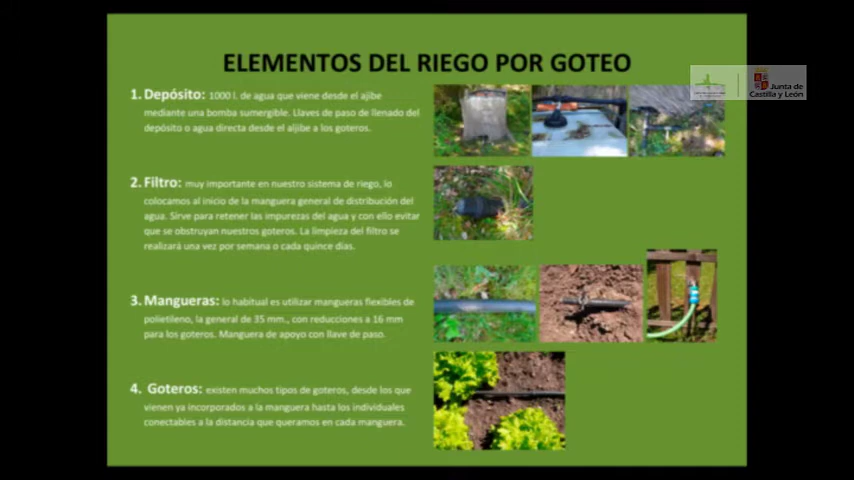 ELEMENTOS DEL RIEGO POR GOTEO
Junta de
Castilla y León
1. Depósito: 1000 l. de agua que viene desde el ajibe
mediante una bomba sumergible. Llaves de paso de llenado del
depósito o agua directa desde el aljibe a los goteros.
2. Filtro: muy importante en nuestro sistema de riego, lo
colocamos al inicio de la manguera general de distribución del
agua. Sirve para retener las impurezas del agua y con ello evitar
que se obstruyan nuestros goteros. La limpieza del filtro se
realizará una vez por semana o cada quince días.
3. Mangueras: lo habitual es utilizar mangueras flexibles de
polietileno, la general de 35 mm., con reducciones a 16 mm
para los goteros. Manguera de apoyo con llave de paso.
4. Goteros: existen muchos tipos de goteros, desde los que
vienen ya incorporados a la manguera hasta los individuales
conectables a la distancia que queramos en cada manguera.